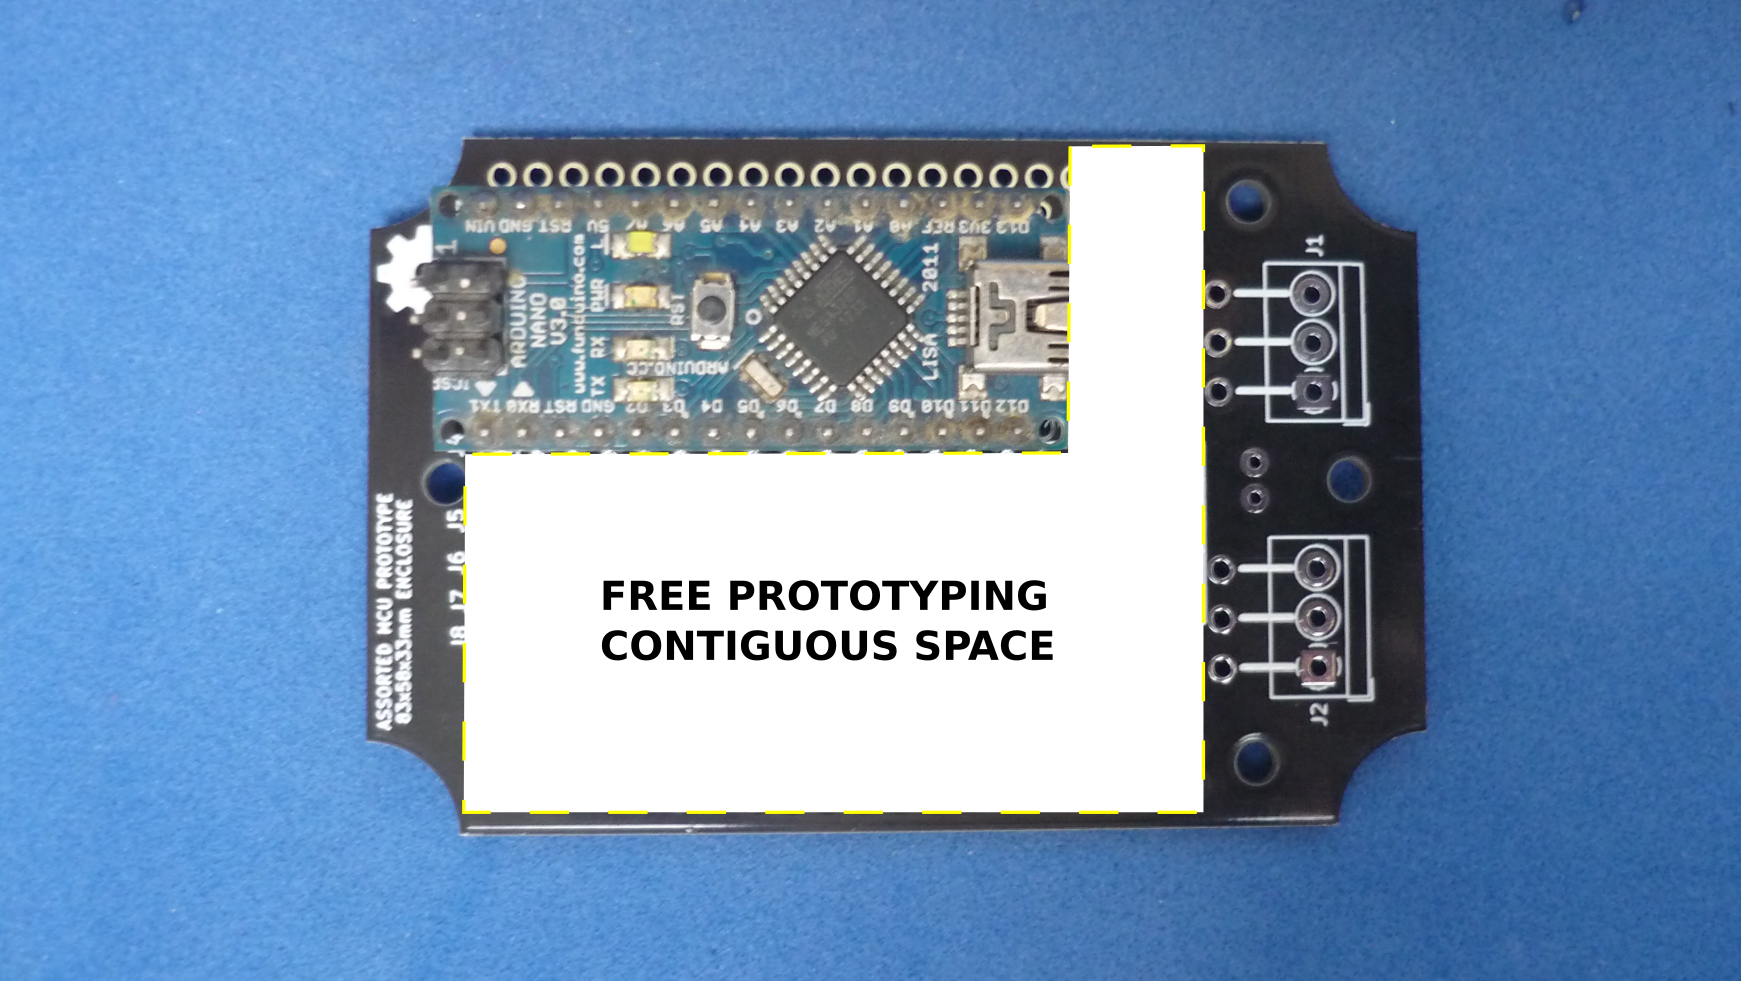 VIN GND RST 5V A7 A6 A5 A4 A3 A2 A1 A0 REF 3V3 D13
1
ARDUINO
NANO
V3.0
www.funduino.com
L
PWR
RX
TX
RST
ARDUINO.CC
2011
LISA
ICSP
TX1 RX0 RST GND D2 D3 D4 D5 D6 D7 D8 D9 D10 D11 D12
ASSORTED MCU PROTOTYPE
83x58x33mm ENCLOSURE
J5
J6
J7
J8
FREE PROTOTYPING
CONTIGUOUS SPACE
J1
J2